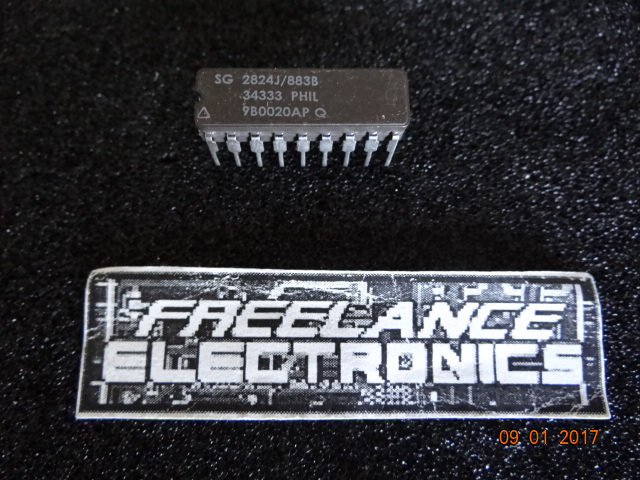 SG 2824J/883B
34333 PHIL
9B0020AP Q
FREELANCE
ELECTRONICS
09 01 2017